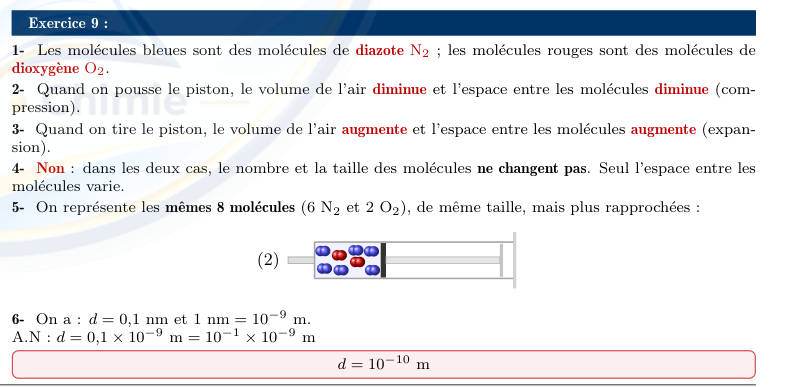 Exercice 9 :
1- Les molécules bleues sont des molécules de diazote N₂ ; les molécules rouges sont des molécules de
dioxygène O₂.
2- Quand on pousse le piston, le volume de l'air diminue et l'espace entre les molécules diminue (com-
pression).
3- Quand on tire le piston, le volume de l'air augmente et l'espace entre les molécules augmente (expan-
sion).
4- Non : dans les deux cas, le nombre et la taille des molécules ne changent pas. Seul l'espace entre les
molécules varie.
5- On représente les mêmes 8 molécules (6 N₂ et 2 O₂), de même taille, mais plus rapprochées :
(2)
6- On a : d = 0,1 nm et 1 nm = 10⁻⁹ m.
A.N : d = 0,1 × 10⁻⁹ m = 10⁻¹ × 10⁻⁹ m
d = 10⁻¹⁰ m